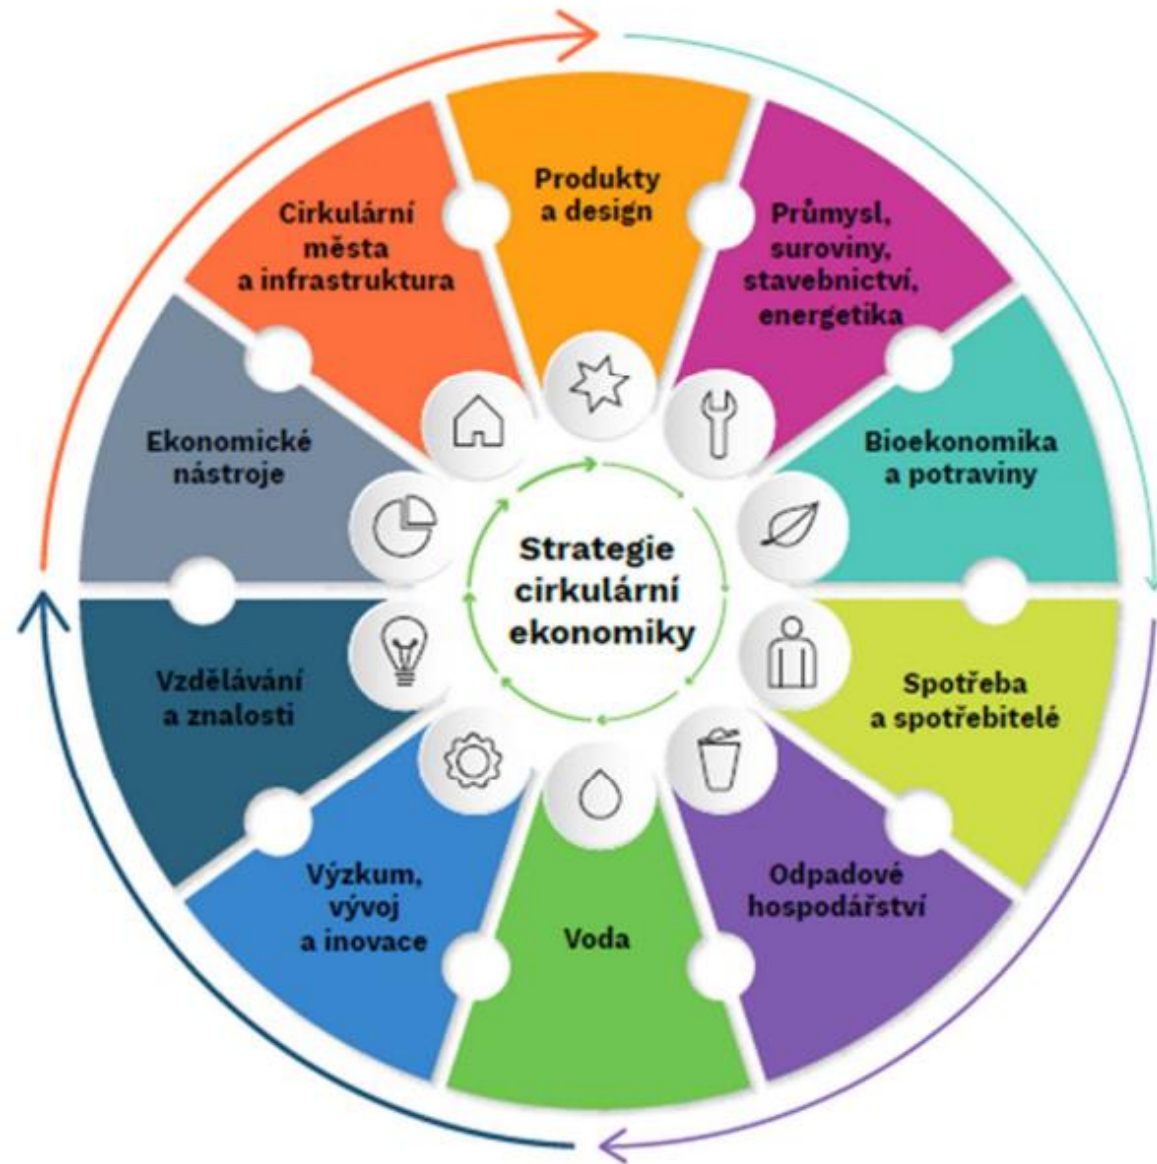 Produkty
a design
Průmysl,
suroviny,
stavebnictví,
energetika
Bioekonomika
a potraviny
Spotřeba
a spotřebitelé
Odpadové
hospodářství
Voda
Výzkum,
vývoj
a inovace
Vzdělávání
a znalosti
Ekonomické
nástroje
Cirkulární
města
a infrastruktura
Strategie
cirkulární
ekonomiky